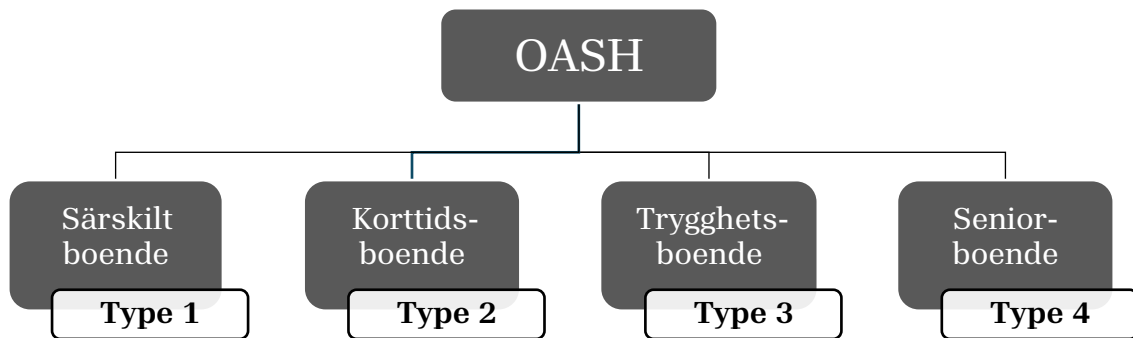 OASH
Särskilt
boende
Type 1
Korttids-
boende
Type 2
Trygghets-
boende
Type 3
Senior-
boende
Type 4